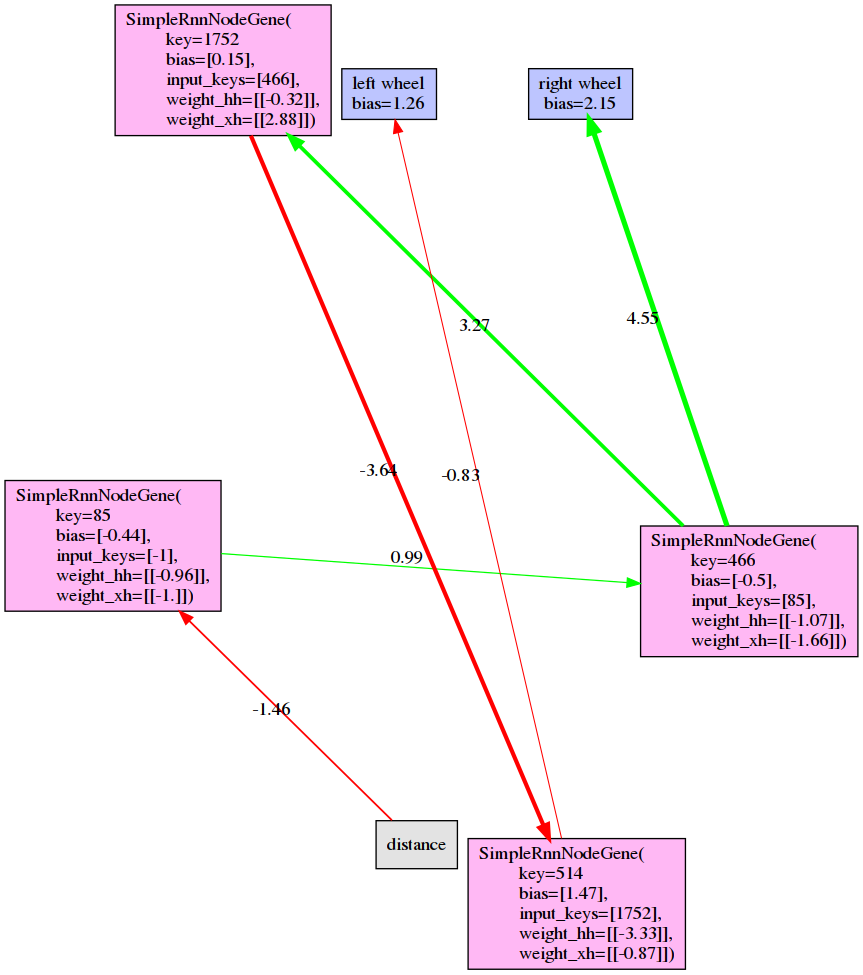 SimpleRnnNodeGene(
key=1752
bias=[0.15],
input_keys=[466],
weight_hh=[[-0.32]],
weight_xh=[[2.88]])
left wheel
bias=1.26
right wheel
bias=2.15
3.27
4.55
-3.64
-0.83
SimpleRnnNodeGene(
key=85
bias=[-0.44],
input_keys=[-1],
weight_hh=[[-0.96]],
weight_xh=[[-1.]])
0.99
SimpleRnnNodeGene(
key=466
bias=[-0.5],
input_keys=[85],
weight_hh=[[-1.07]],
weight_xh=[[-1.66]])
-1.46
distance
SimpleRnnNodeGene(
key=514
bias=[1.47],
input_keys=[1752],
weight_hh=[[-3.33]],
weight_xh=[[-0.87]])